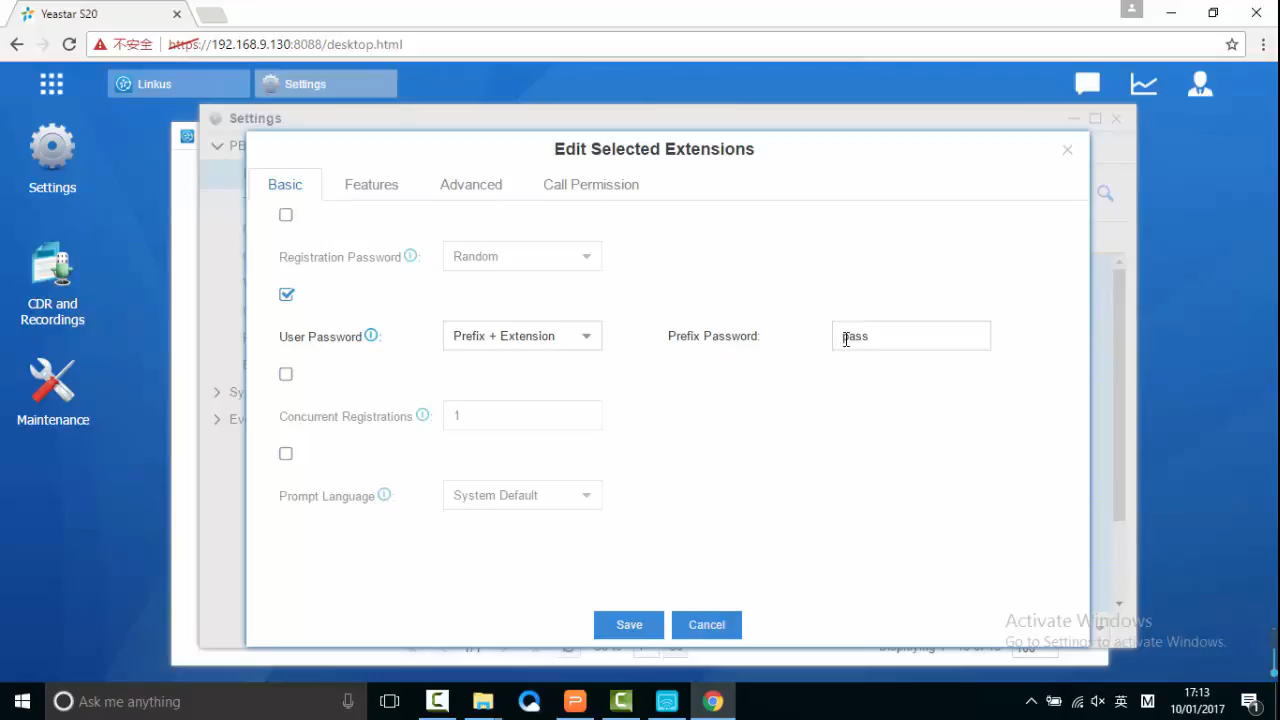 Yeastar S20
不安全
https://192.168.9.130:8088/desktop.html
Linkus
Settings
Settings
Settings
PB
Edit Selected Extensions
Basic
Features
Advanced
Call Permission
Registration Password
:
Random
User Password
:
Prefix + Extension
Prefix Password:
pass
Concurrent Registrations
:
1
Prompt Language
:
System Default
Save
Cancel
CDR and
Recordings
Maintenance
Sy
Ev
Activate Windows
Go to Settings to activate Windows.
Ask me anything
英
M
17:13
10/01/2017